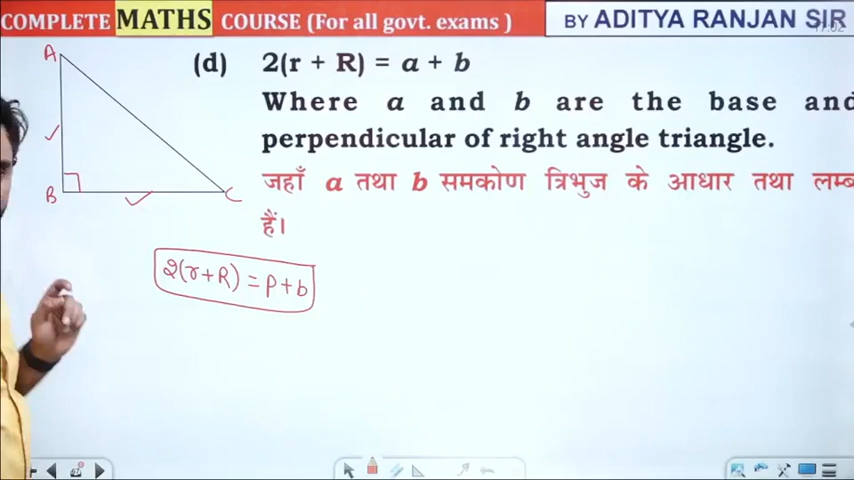 COMPLETE MATHS COURSE (For all govt. exams )
BY ADITYA RANJAN SIR
A
(d) 2(r + R) = a + b
Where a and b are the base and
perpendicular of right angle triangle.
B
C
जहाँ a तथा b समकोण त्रिभुज के आधार तथा लम्ब
हैं।
2(r+R) = P+b